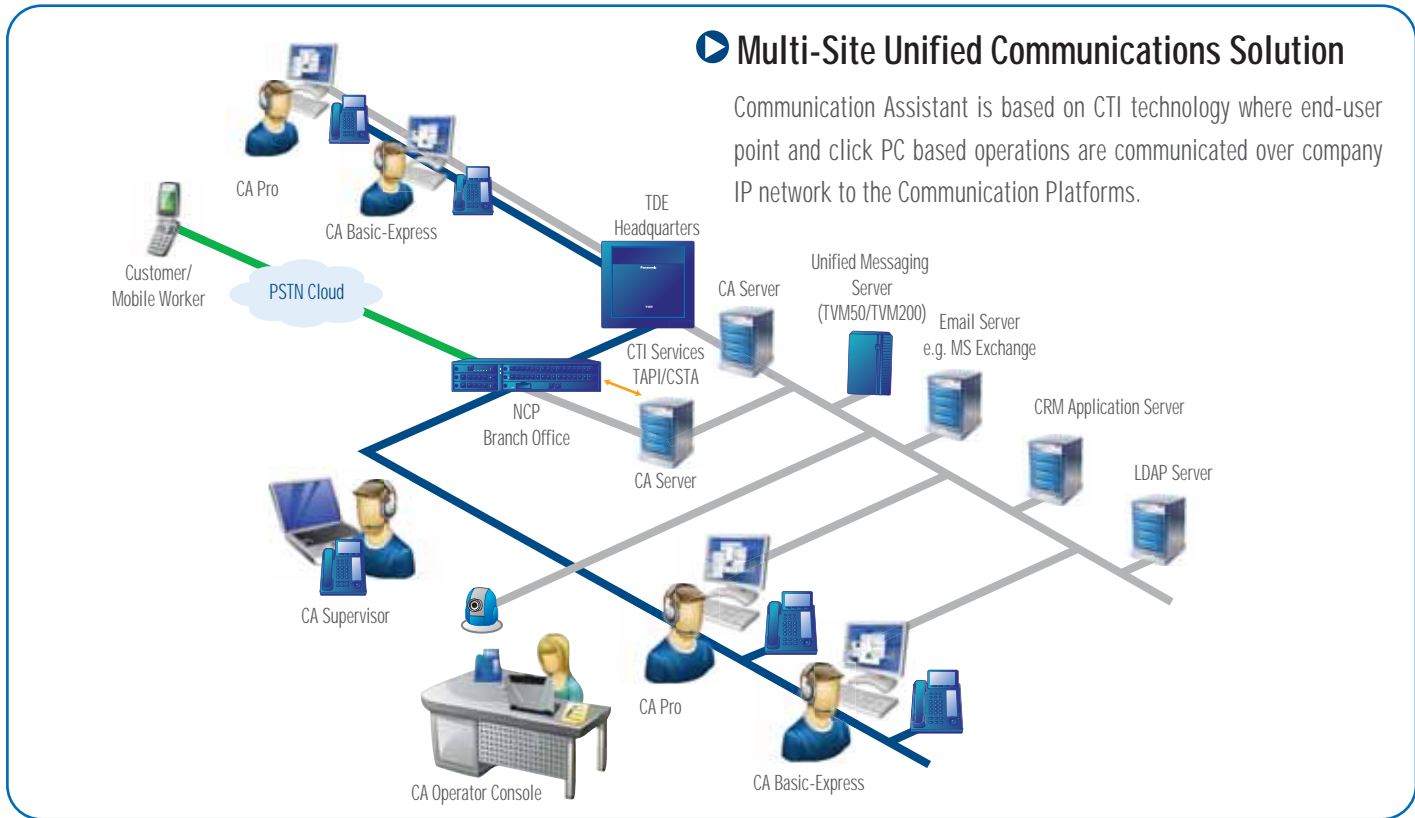 Multi-Site Unified Communications Solution
Communication Assistant is based on CTI technology where end-user
point and click PC based operations are communicated over company
IP network to the Communication Platforms.
CA Pro
CA Basic-Express
TDE
Headquarters
Panasonic
Customer/
Mobile Worker
PSTN Cloud
CA Server
Unified Messaging
Server
(TVM50/TVM200)
Email Server
e.g. MS Exchange
CTI Services
TAPI/CSTA
CRM Application Server
NCP
Branch Office
CA Server
LDAP Server
CA Supervisor
CA Pro
CA Operator Console
CA Basic-Express